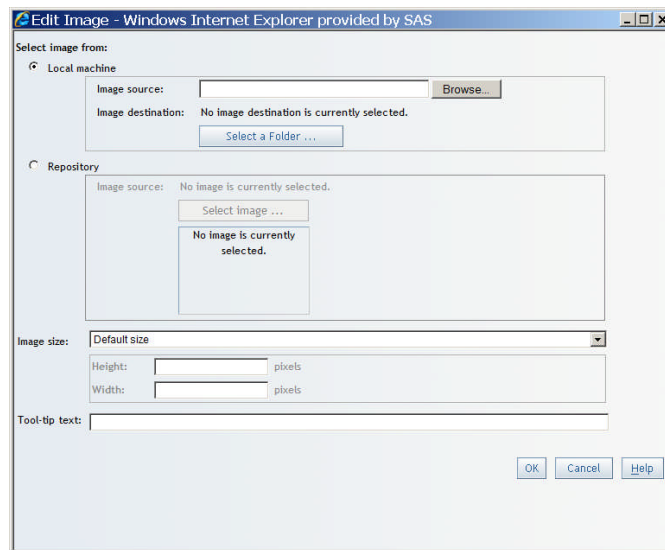 Edit Image - Windows Internet Explorer provided by SAS
Select image from:
Local machine
Image source: Browse...
Image destination: No image destination is currently selected.
Select a Folder ...
Repository
Image source: No image is currently selected.
Select image ...
No image is currently
selected.
Image size: Default size
Height: pixels
Width: pixels
Tool-tip text:
OK Cancel Help